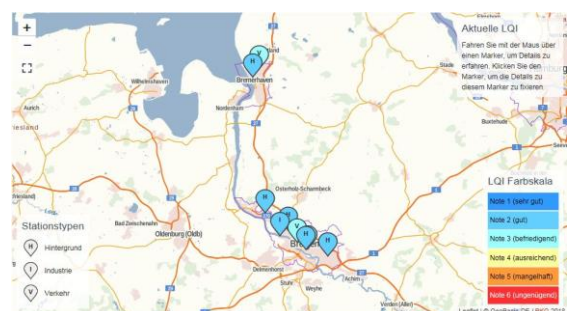 +
Aktuelle LQI
−
Fahren Sie mit der Maus über
einen Marker, um Details zu
erfahren. Klicken Sie den
Marker, um die Details zu
diesem Marker zu fixieren
V
H
Bremerhaven
Wilhelmshaven
Nordenham
Stade
Aurich
Buxtehude
27
Osterholz-Scharmbeck
H
I
V
H
H
Bad Zwischenahn
Oldenburg (Oldb)
Delmenhorst
Stuhr
Weyhe
Achim
Verden (Aller)
Stationstypen
H Hintergrund
I Industrie
V Verkehr
LQI Farbskala
Note 1 (sehr gut)
Note 2 (gut)
Note 3 (befriedigend)
Note 4 (ausreichend)
Note 5 (mangelhaft)
Note 6 (ungenügend)